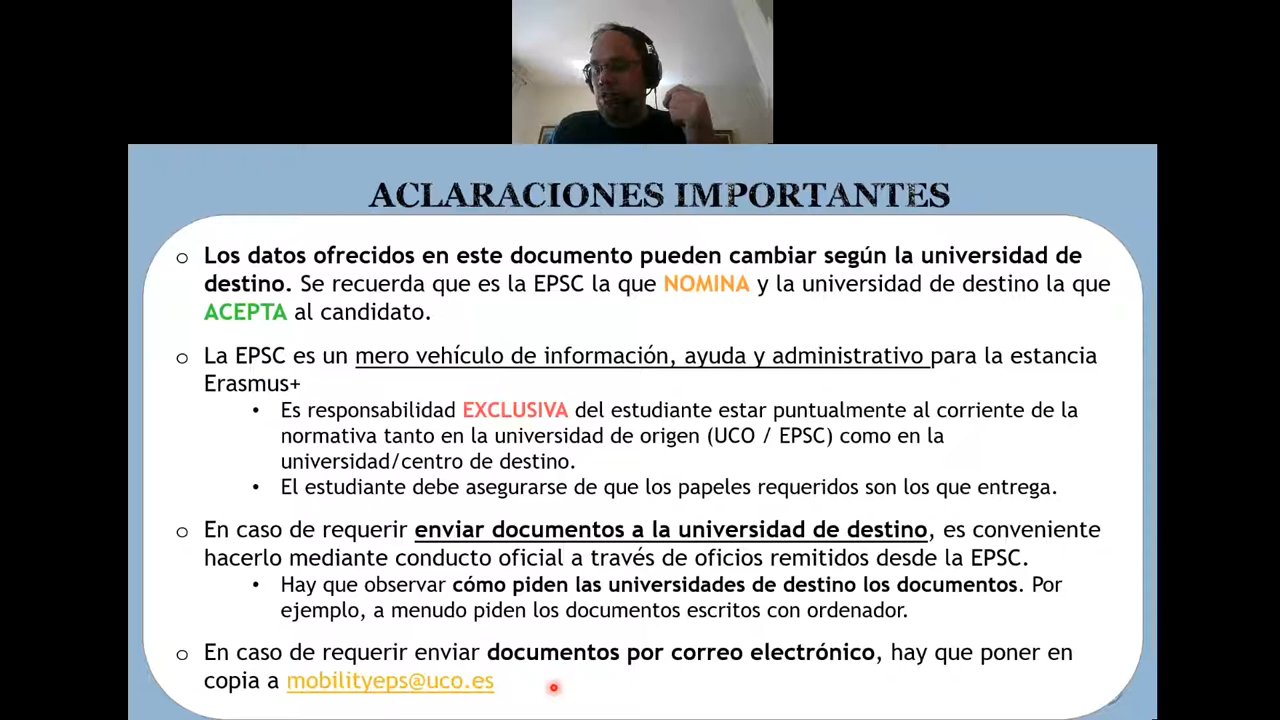 ACLARACIONES IMPORTANTES
o Los datos ofrecidos en este documento pueden cambiar según la universidad de
destino. Se recuerda que es la EPSC la que NOMINA y la universidad de destino la que
ACEPTA al candidato.
o La EPSC es un mero vehículo de información, ayuda y administrativo para la estancia
Erasmus+
• Es responsabilidad EXCLUSIVA del estudiante estar puntualmente al corriente de la
normativa tanto en la universidad de origen (UCO / EPSC) como en la
universidad/centro de destino.
• El estudiante debe asegurarse de que los papeles requeridos son los que entrega.
o En caso de requerir enviar documentos a la universidad de destino, es conveniente
hacerlo mediante conducto oficial a través de oficios remitidos desde la EPSC.
• Hay que observar cómo piden las universidades de destino los documentos. Por
ejemplo, a menudo piden los documentos escritos con ordenador.
o En caso de requerir enviar documentos por correo electrónico, hay que poner en
copia a mobilityeps@uco.es